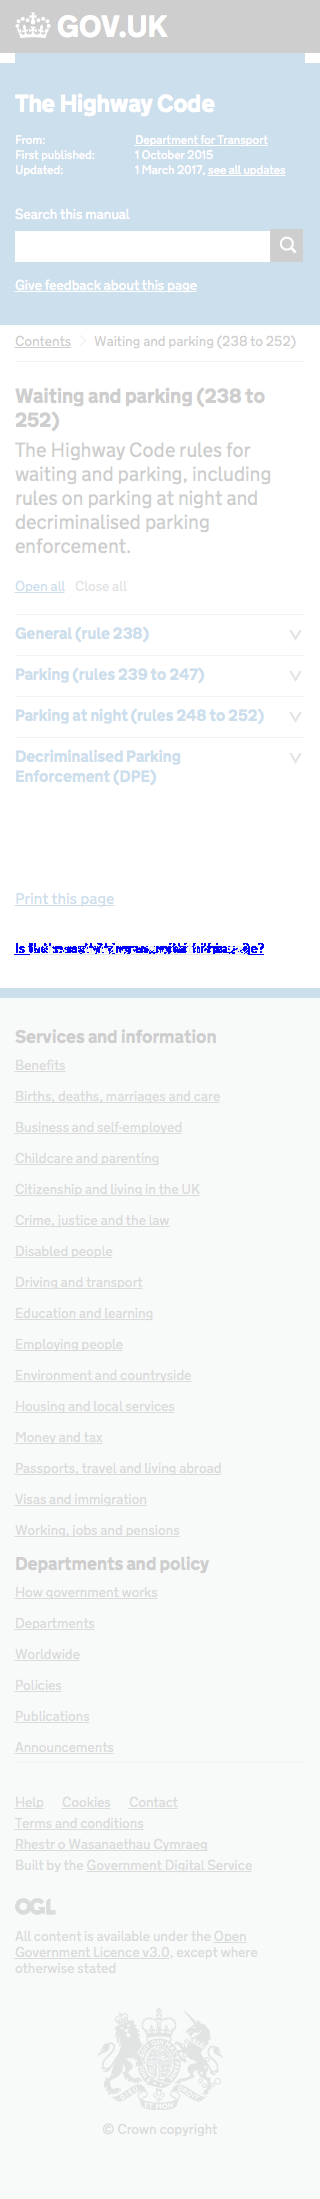 GOV.UK
The Highway Code
From: Department for Transport
First published: 1 October 2015
Updated: 1 March 2017, see all updates
Search this manual
Give feedback about this page
Contents Waiting and parking (238 to 252)
Waiting and parking (238 to
252)
The Highway Code rules for
waiting and parking, including
rules on parking at night and
decriminalised parking
enforcement.
Open all Close all
General (rule 238)
Parking (rules 239 to 247)
Parking at night (rules 248 to 252)
Decriminalised Parking
Enforcement (DPE)
Print this page
Is
Services and information
Benefits
Births, deaths, marriages and care
Business and self-employed
Childcare and parenting
Citizenship and living in the UK
Crime, justice and the law
Disabled people
Driving and transport
Education and learning
Employing people
Environment and countryside
Housing and local services
Money and tax
Passports, travel and living abroad
Visas and immigration
Working, jobs and pensions
Departments and policy
How government works
Departments
Worldwide
Policies
Publications
Announcements
Help Cookies Contact
Terms and conditions
Rhestr o Wasanaethau Cymraeg
Built by the Government Digital Service
OGL
All content is available under the Open
Government Licence v3.0, except where
otherwise stated
© Crown copyright